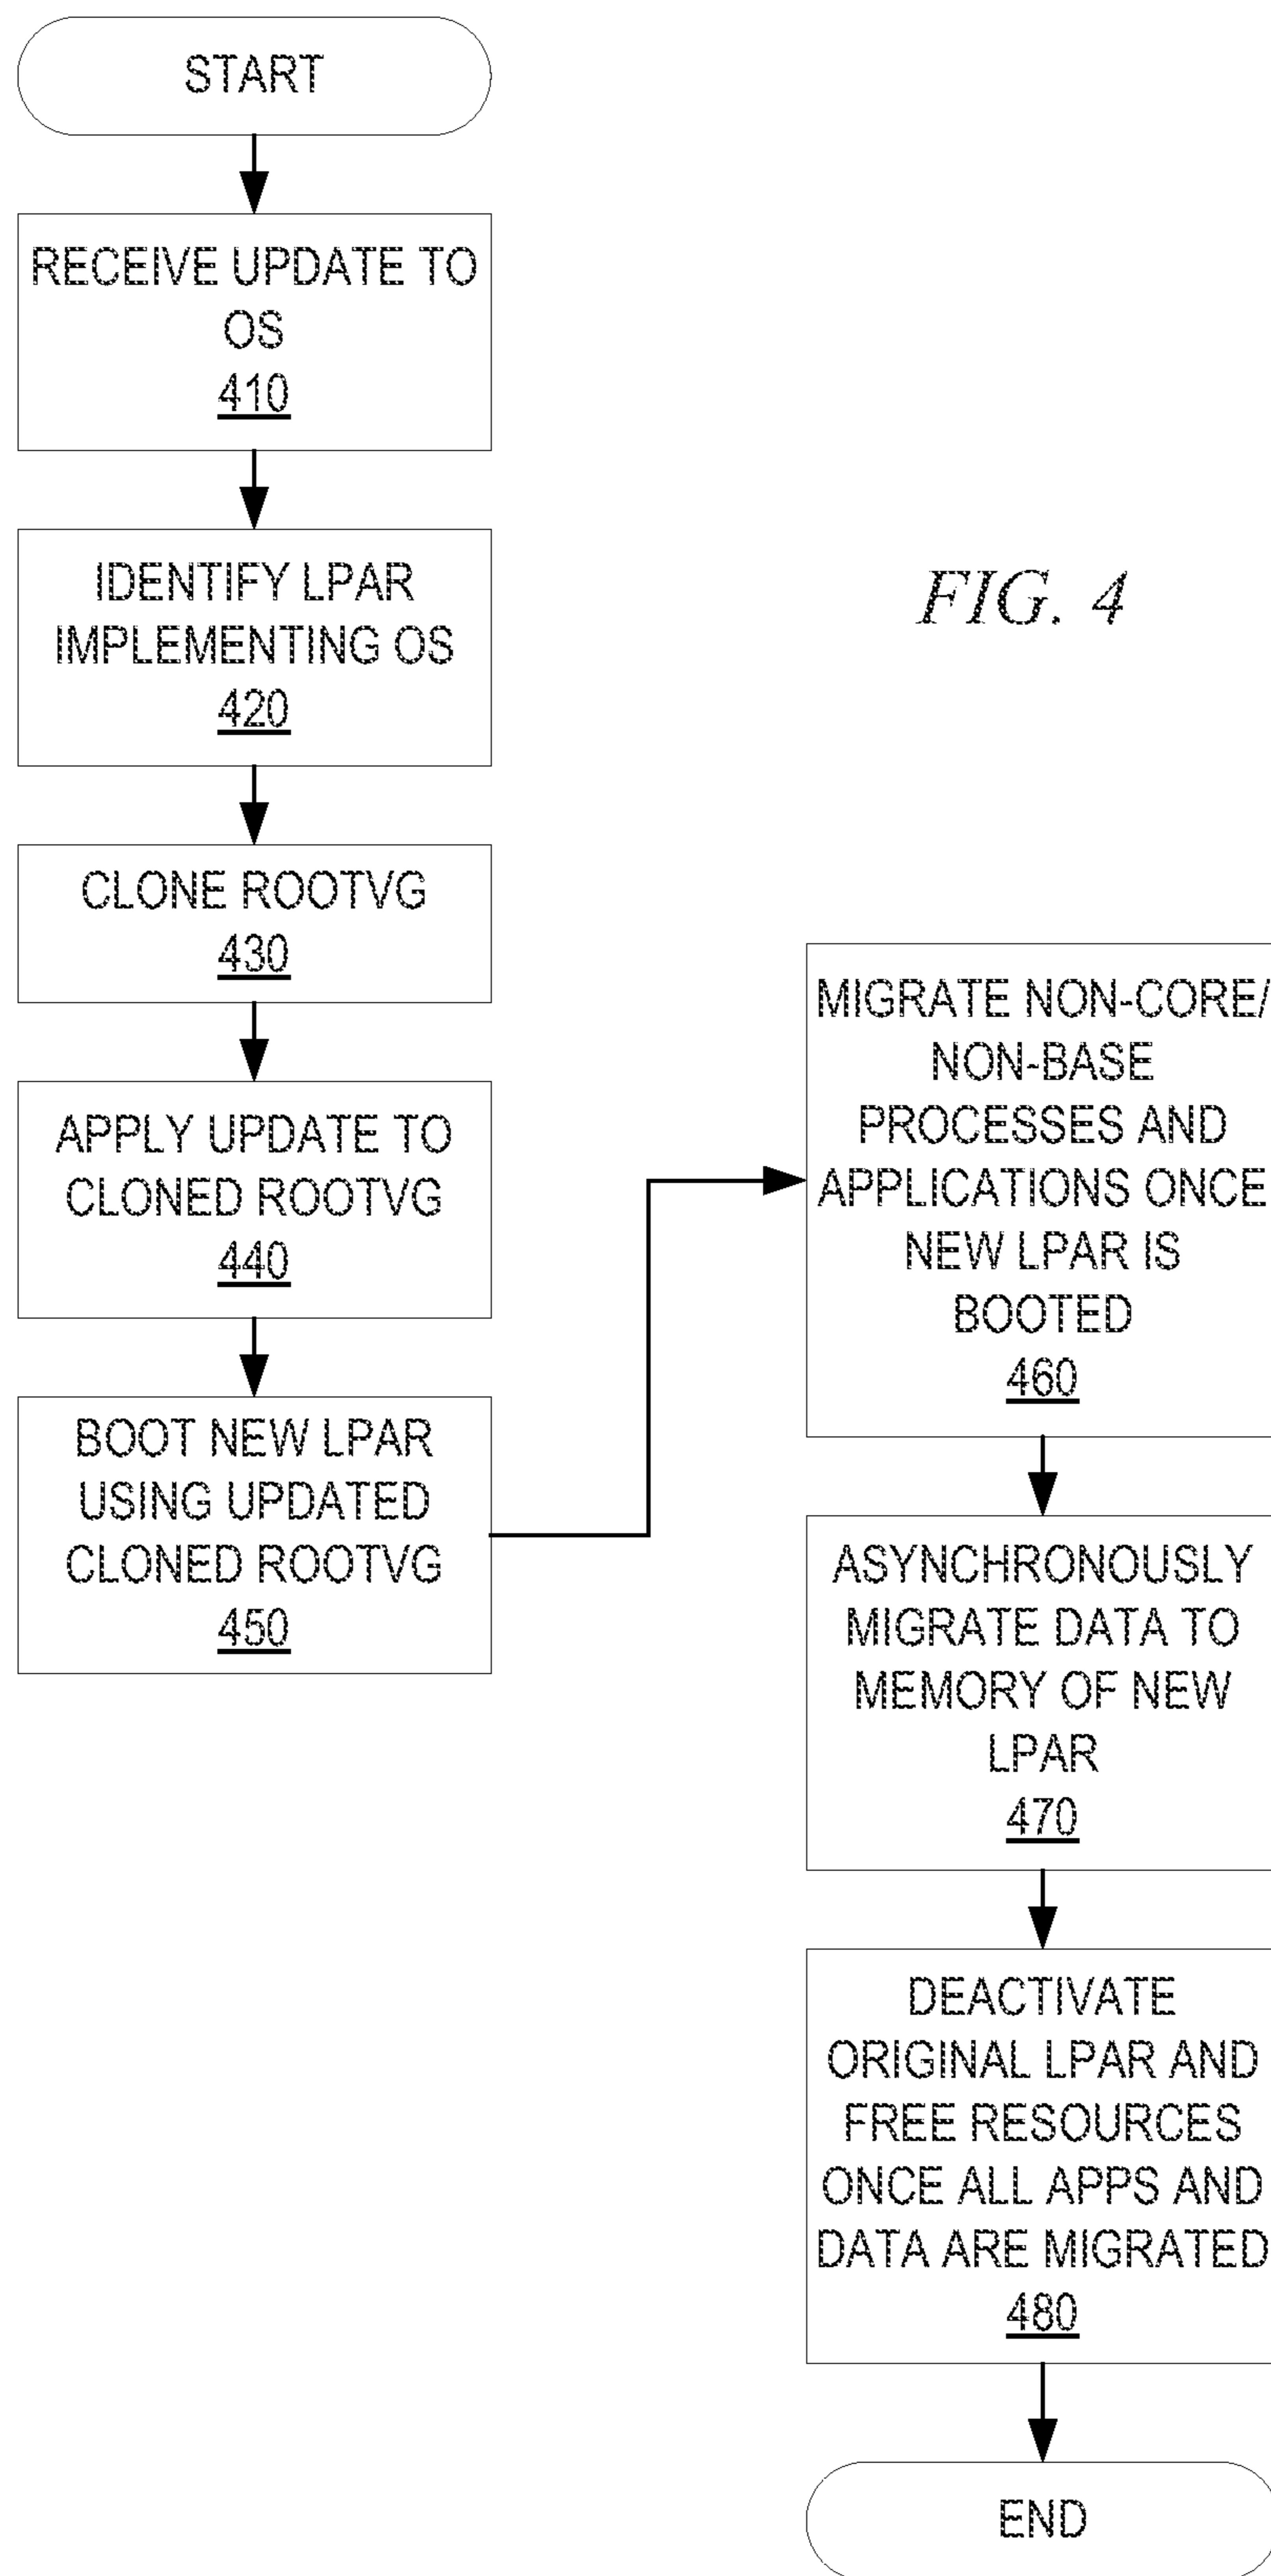 START
RECEIVE UPDATE TO
OS
410
IDENTIFY LPAR
IMPLEMENTING OS
420
CLONE ROOTVG
430
APPLY UPDATE TO
CLONED ROOTVG
440
BOOT NEW LPAR
USING UPDATED
CLONED ROOTVG
450
FIG. 4
MIGRATE NON-CORE/
NON-BASE
PROCESSES AND
APPLICATIONS ONCE
NEW LPAR IS
BOOTED
460
ASYNCHRONOUSLY
MIGRATE DATA TO
MEMORY OF NEW
LPAR
470
DEACTIVATE
ORIGINAL LPAR AND
FREE RESOURCES
ONCE ALL APPS AND
DATA ARE MIGRATED
480
END